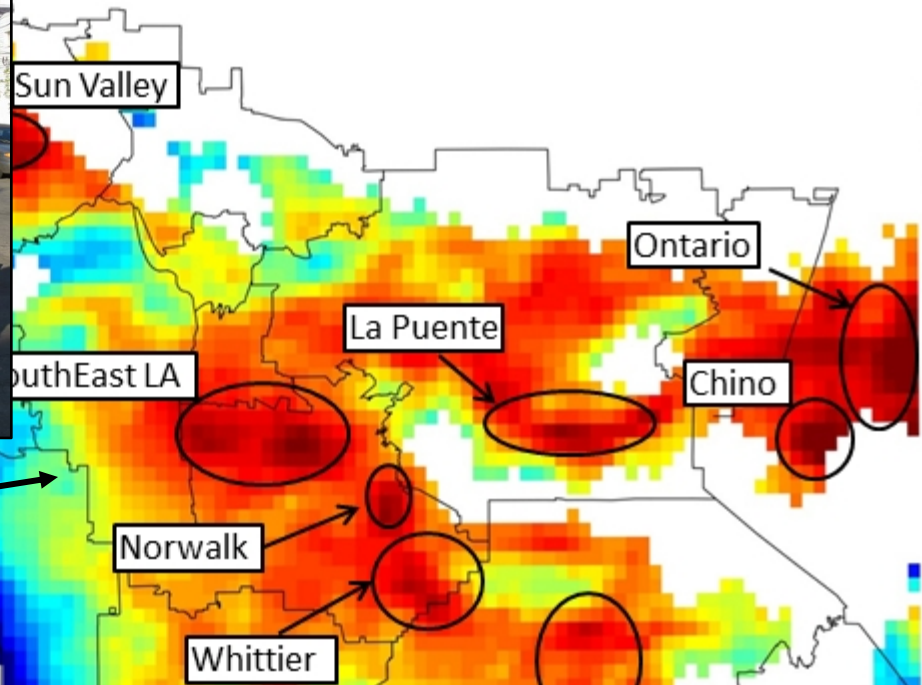 Sun Valley
Ontario
La Puente
outhEast LA
Chino
Norwalk
Whittier